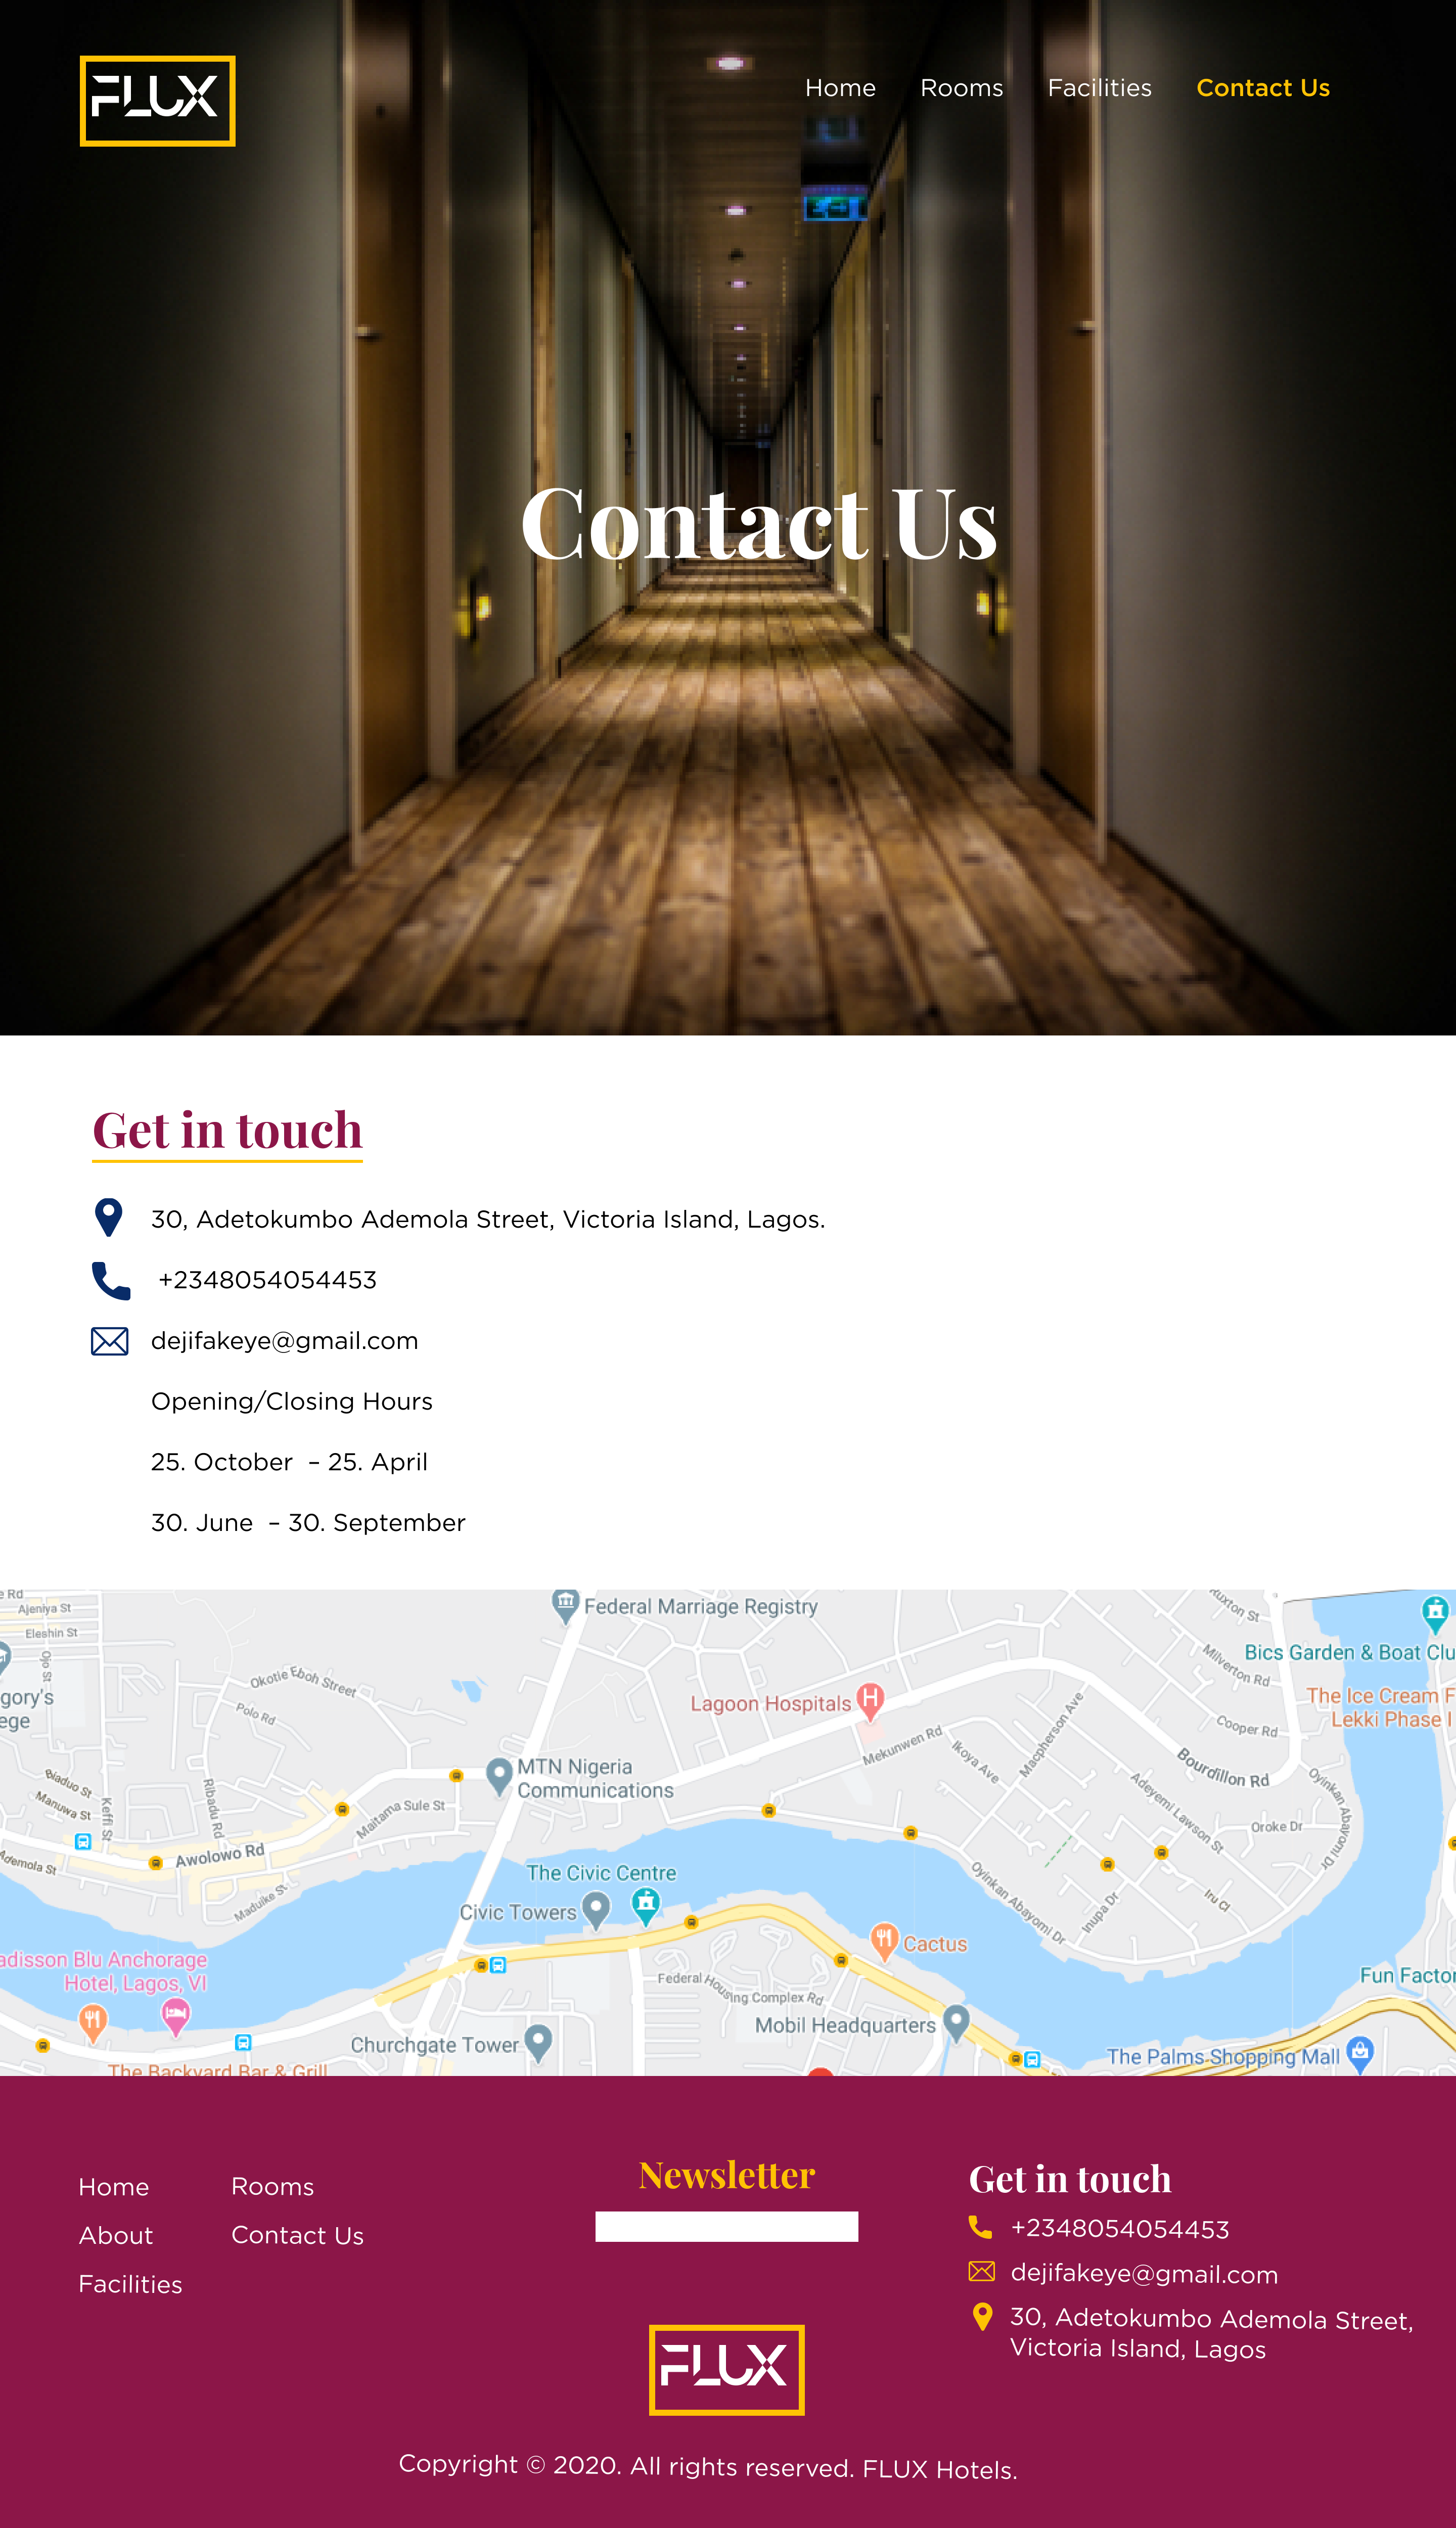 FLUX
Home Rooms Facilities Contact Us
Contact Us
Get in touch
30, Adetokumbo Ademola Street, Victoria Island, Lagos.
+2348054054453
dejifakeye@gmail.com
Opening/Closing Hours
25. October – 25. April
30. June – 30. September
e Rd
Ajeniya St
Eleshin St
Ojo St
gory's
ege
Okotie Eboh Street
Polo Rd
Federal Marriage Registry
Ruxton St
Bics Garden & Boat Clu
Milverton Rd
The Ice Cream F
Lekki Phase I
Lagoon Hospitals
H
Mekunwen Rd
Ikoya Ave
Macpherson Ave
Cooper Rd
Bourdillon Rd
MTN Nigeria
Communications
Biaduo St
Manuwa St
Keffi St
Ribadu Rd
Maitama Sule St
Adeyemi Lawson St
Oyinkan Abayomi Dr
Oroke Dr
Ademola St
Awolowo Rd
Maduike St
The Civic Centre
Civic Towers
Oyinkan Abayomi Dr
Inupa Dr
Iru Cl
Cactus
adisson Blu Anchorage
Hotel, Lagos, VI
Federal Housing Complex Rd
Fun Factor
Churchgate Tower
Mobil Headquarters
The Palms Shopping Mall
The Backyard Bar & Grill
Home Rooms
About Contact Us
Facilities
Newsletter
Get in touch
+2348054054453
dejifakeye@gmail.com
30, Adetokumbo Ademola Street,
Victoria Island, Lagos
FLUX
Copyright © 2020. All rights reserved. FLUX Hotels.